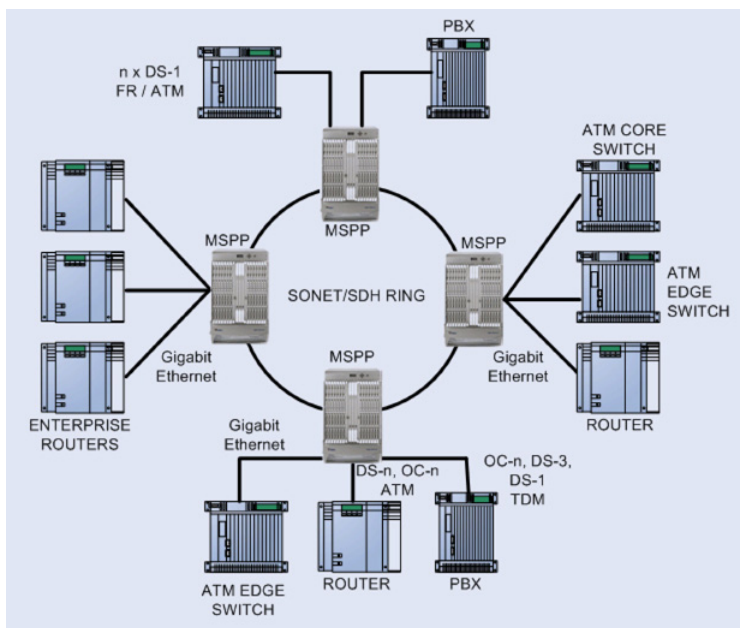 PBX
n x DS-1
FR / ATM
ATM CORE
SWITCH
MSPP
MSPP
MSPP
SONET/SDH RING
ATM
EDGE
SWITCH
MSPP
Gigabit
Ethernet
Gigabit
Ethernet
ENTERPRISE
ROUTERS
Gigabit
Ethernet
ROUTER
DS-n, OC-n
ATM
OC-n, DS-3,
DS-1
TDM
ATM EDGE
SWITCH
ROUTER
PBX